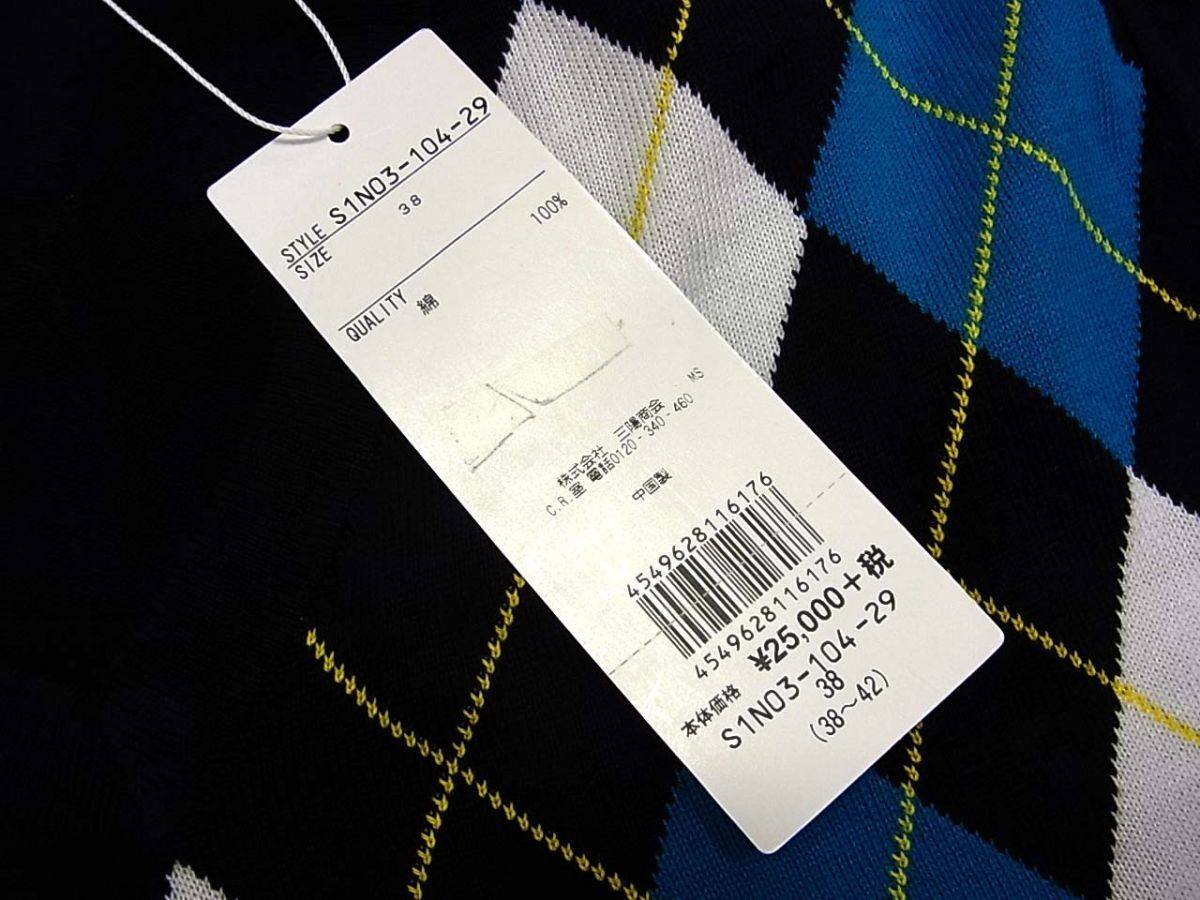 STYLE S1N03-104-29
SIZE 38
QUALITY 綿 100%
株式会社 三陽商会
C.R.室 電話0120-340-460 MS
中国製
4549628116176
4549628116176
本体価格 ¥25,000+税
S1N03-104-29
38
(38～42)